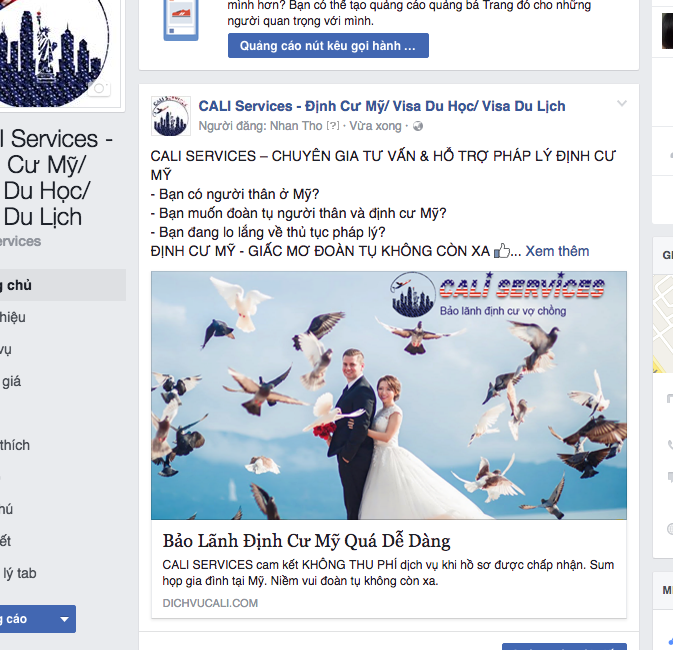 mình hơn? Bạn có thể tạo quảng cáo quảng bá Trang đó cho những
người quan trọng với mình.
Quảng cáo nút kêu gọi hành ...
I Services -
Cư Mỹ/
Du Học/
Du Lịch
ervices
g chủ
hiệu
vụ
giá
thích
hú
ết
lý tab
g cáo
CALI Services - Định Cư Mỹ/ Visa Du Học/ Visa Du Lịch
Người đăng: Nhan Tho [?] · Vừa xong ·
CALI SERVICES – CHUYÊN GIA TƯ VẤN & HỖ TRỢ PHÁP LÝ ĐỊNH CƯ
MỸ
- Bạn có người thân ở Mỹ?
- Bạn muốn đoàn tụ người thân và định cư Mỹ?
- Bạn đang lo lắng về thủ tục pháp lý?
ĐỊNH CƯ MỸ - GIẤC MƠ ĐOÀN TỤ KHÔNG CÒN XA ... Xem thêm
CALI SERVICES
Bảo lãnh định cư vợ chồng
Bảo Lãnh Định Cư Mỹ Quá Dễ Dàng
CALI SERVICES cam kết KHÔNG THU PHÍ dịch vụ khi hồ sơ được chấp nhận. Sum
họp gia đình tại Mỹ. Niềm vui đoàn tụ không còn xa.
DICHVUCALI.COM